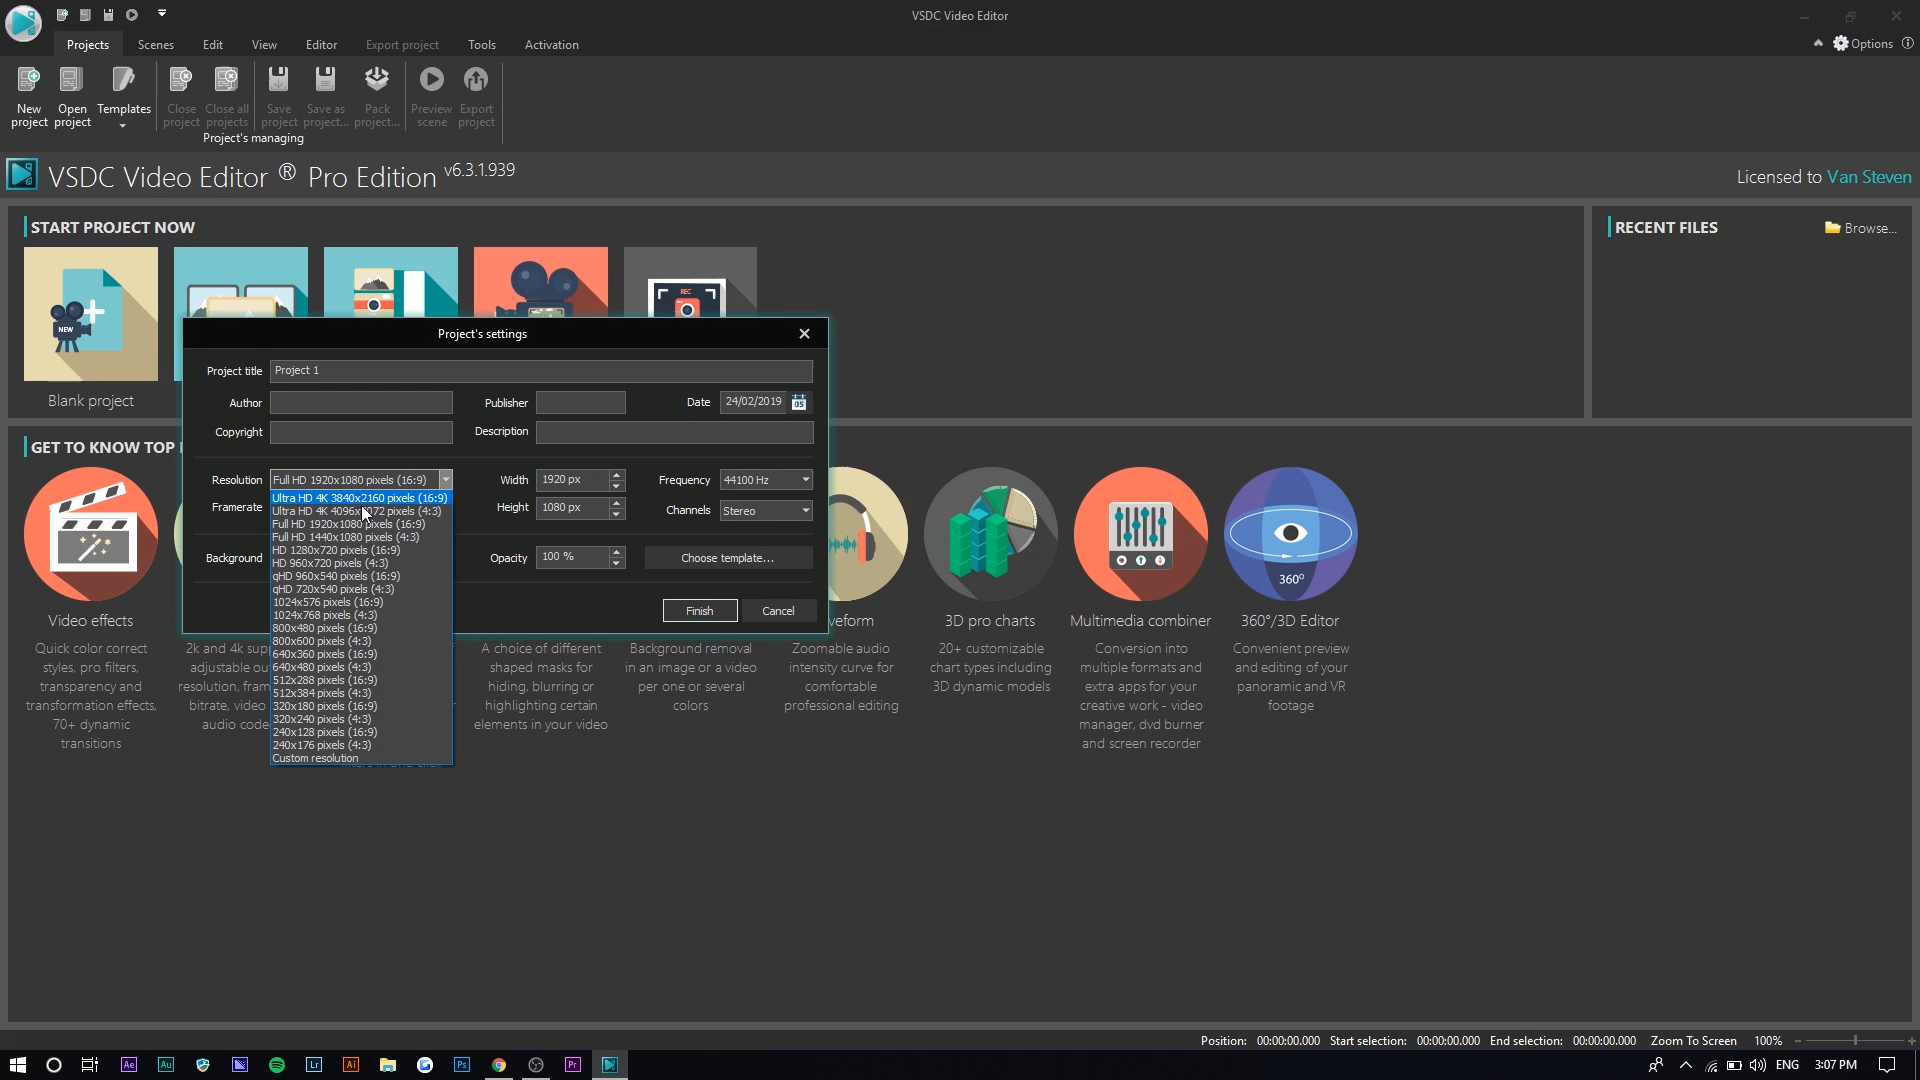 VSDC Video Editor
Projects
Scenes
Edit
View
Editor
Export project
Tools
Activation
Options
New project
Open project
Templates
Close project
Close all projects
Save project
Save as project...
Pack project...
Preview scene
Export project
Project's managing
VSDC Video Editor ® Pro Edition v6.3.1.939
Licensed to Van Steven
START PROJECT NOW
RECENT FILES
Browse...
NEW
REC
Blank project
Project's settings
Project title
Project 1
Author
Publisher
Date
24/02/2019
Copyright
Description
Resolution
Full HD 1920x1080 pixels (16:9)
Width
1920 px
Frequency
44100 Hz
Framerate
Height
1080 px
Channels
Stereo
Background
Opacity
100 %
Choose template...
Finish
Cancel
Ultra HD 4K 3840x2160 pixels (16:9)
Ultra HD 4K 4096x3072 pixels (4:3)
Full HD 1920x1080 pixels (16:9)
Full HD 1440x1080 pixels (4:3)
HD 1280x720 pixels (16:9)
HD 960x720 pixels (4:3)
qHD 960x540 pixels (16:9)
qHD 720x540 pixels (4:3)
1024x576 pixels (16:9)
1024x768 pixels (4:3)
800x480 pixels (16:9)
800x600 pixels (4:3)
640x360 pixels (16:9)
640x480 pixels (4:3)
512x288 pixels (16:9)
512x384 pixels (4:3)
320x180 pixels (16:9)
320x240 pixels (4:3)
240x128 pixels (16:9)
240x176 pixels (4:3)
Custom resolution
GET TO KNOW TOP
Video effects
Quick color correct
styles, pro filters,
transparency and
transformation effects,
70+ dynamic
transitions
2k and 4k sup
adjustable ou
resolution, fram
bitrate, video
audio code
A choice of different
shaped masks for
hiding, blurring or
highlighting certain
elements in your video
Background removal
in an image or a video
per one or several
colors
veform
Zoomable audio
intensity curve for
comfortable
professional editing
3D pro charts
20+ customizable
chart types including
3D dynamic models
Multimedia combiner
Conversion into
multiple formats and
extra apps for your
creative work - video
manager, dvd burner
and screen recorder
360°
360°/3D Editor
Convenient preview
and editing of your
panoramic and VR
footage
Position: 00:00:00.000 Start selection: 00:00:00.000 End selection: 00:00:00.000 Zoom To Screen 100%
Ae
Au
Lr
Ai
Ps
Pr
ENG
3:07 PM